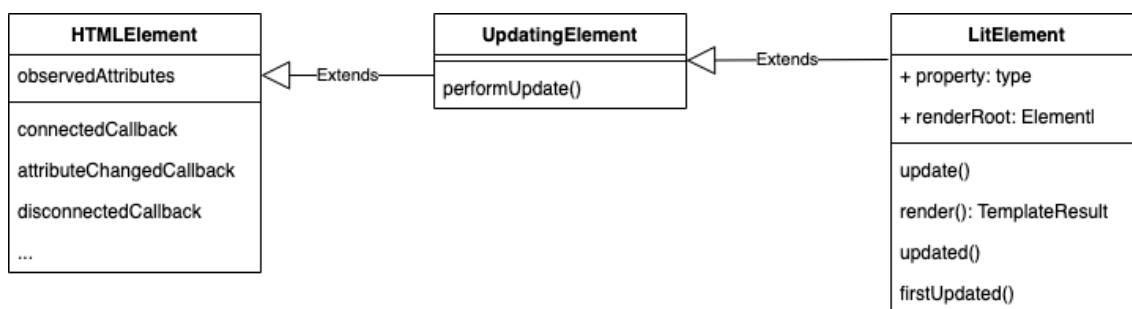 HTMLElement
observedAttributes
connectedCallback
attributeChangedCallback
disconnectedCallback
...
Extends
UpdatingElement
performUpdate()
Extends
LitElement
+ property: type
+ renderRoot: Elementl
update()
render(): TemplateResult
updated()
firstUpdated()